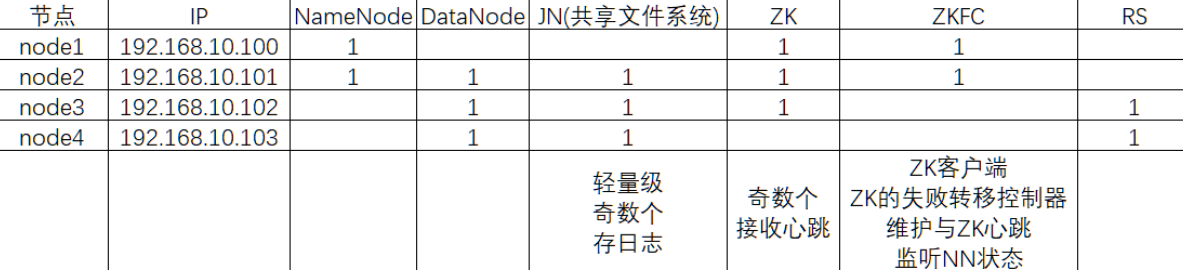 节点 IP NameNode DataNode JN(共享文件系统) ZK ZKFC RS
node1 192.168.10.100 1 1 1
node2 192.168.10.101 1 1 1 1 1
node3 192.168.10.102 1 1 1 1
node4 192.168.10.103 1 1 1
轻量级
奇数个
存日志
奇数个
接收心跳
ZK客户端
ZK的失败转移控制器
维护与ZK心跳
监听NN状态